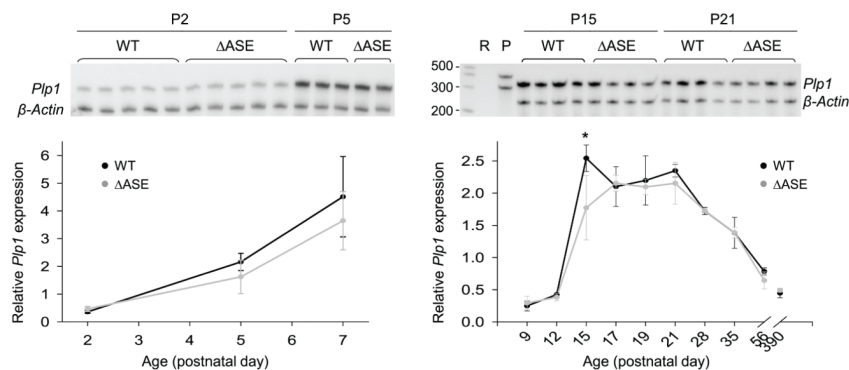 P2 P5
WT ΔASE WT ΔASE
Plp1
β-Actin
Relative Plp1 expression
6
5
4
3
2
1
0
WT
ΔASE
2 3 4 5 6 7
Age (postnatal day)
P15 P21
R P WT ΔASE WT ΔASE
500
300
200
Plp1
β-Actin
Relative Plp1 expression
2.5
2.0
1.5
1.0
0.5
0.0
*
WT
ΔASE
9 12 15 17 19 21 28 35 56 390
Age (postnatal day)